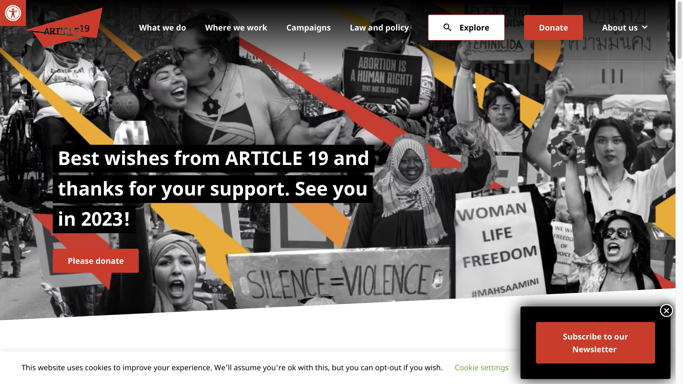 ARTICLE 19
What we do
Where we work
Campaigns
Law and policy
Explore
Donate
About us
FEMINICIDA
ABORTION IS
A HUMAN RIGHT!
Best wishes from ARTICLE 19 and
thanks for your support. See you
in 2023!
Please donate
WOMAN
LIFE
FREEDOM
#MAHSAAMINI
SILENCE=VIOLENCE
Subscribe to our
Newsletter
This website uses cookies to improve your experience. We'll assume you're ok with this, but you can opt-out if you wish.
Cookie settings